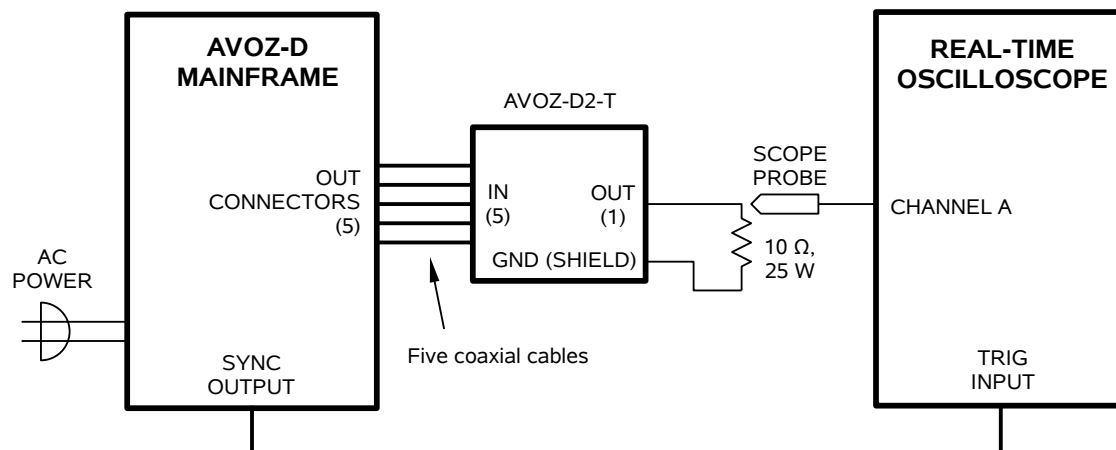 AVOZ-D
MAINFRAME
OUT
CONNECTORS
(5)
AC
POWER
SYNC
OUTPUT
AVOZ-D2-T
IN
(5)
OUT
(1)
GND (SHIELD)
Five coaxial cables
SCOPE
PROBE
10 Ω,
25 W
REAL-TIME
OSCILLOSCOPE
CHANNEL A
TRIG
INPUT